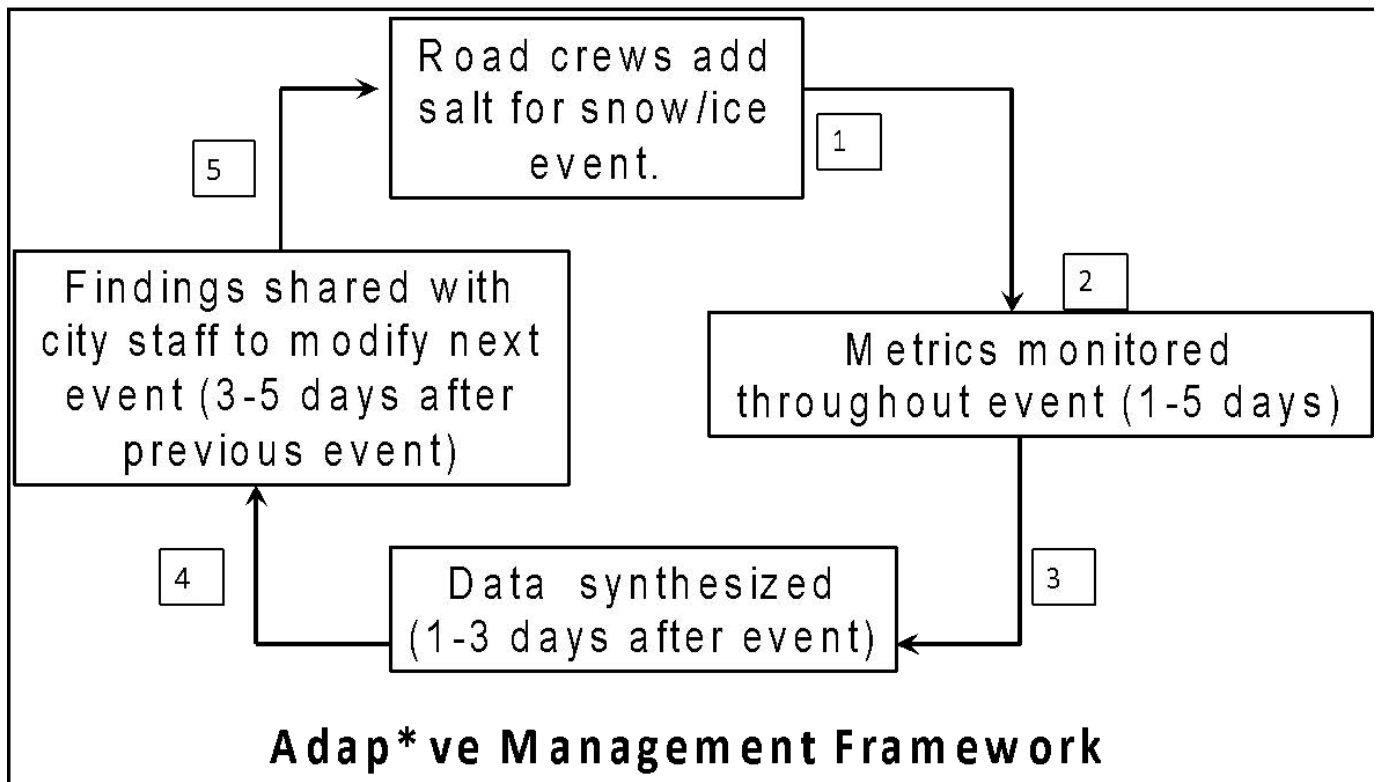 Road crews add
salt for snow/ice
event.
1
5
2
Findings shared with
city staff to modify next
event (3-5 days after
previous event)
Metrics monitored
throughout event (1-5 days)
4
3
Data synthesized
(1-3 days after event)
Adap*ve Management Framework